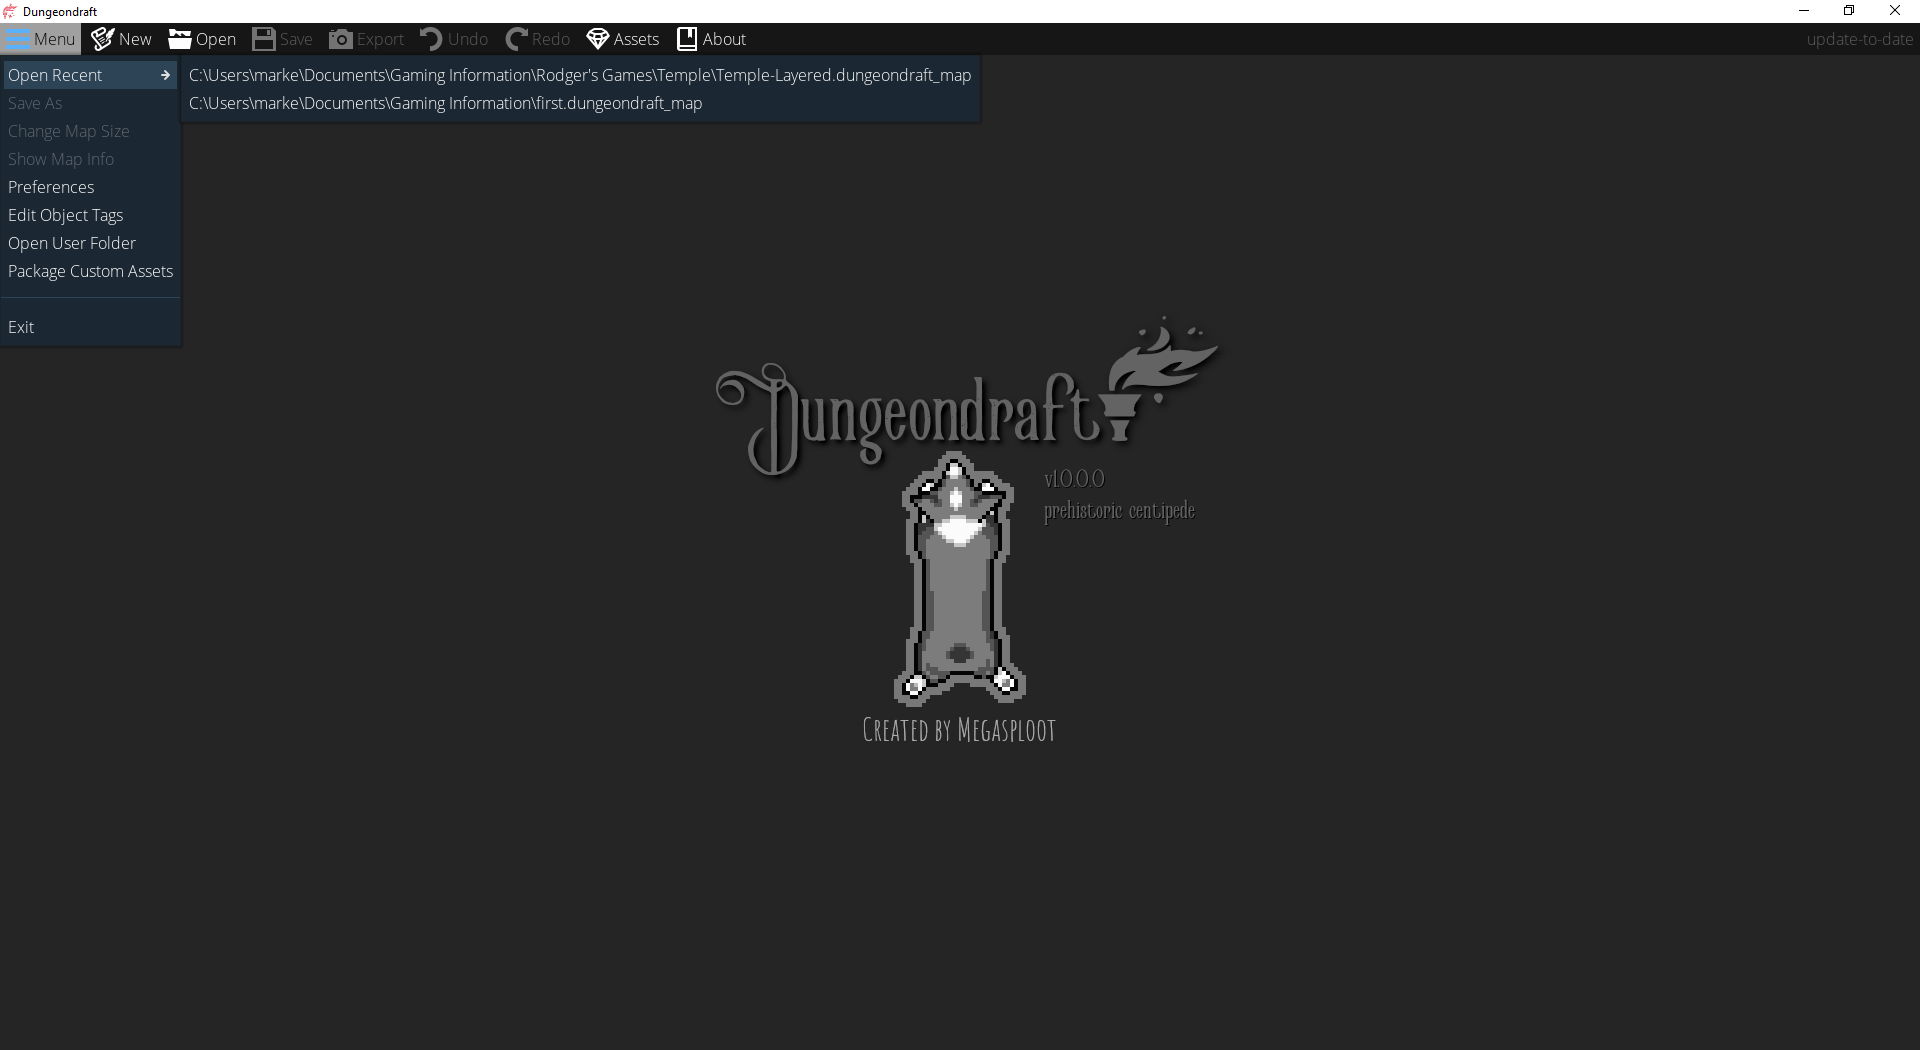 Dungeondraft
Menu New Open Save Export Undo Redo Assets About update-to-date
Open Recent
C:\Users\marke\Documents\Gaming Information\Rodger's Games\Temple\Temple-Layered.dungeondraft_map
C:\Users\marke\Documents\Gaming Information\first.dungeondraft_map
Save As
Change Map Size
Show Map Info
Preferences
Edit Object Tags
Open User Folder
Package Custom Assets
Exit
Dungeondraft
v1.0.0.0
prehistoric centipede
Created by Megasploot